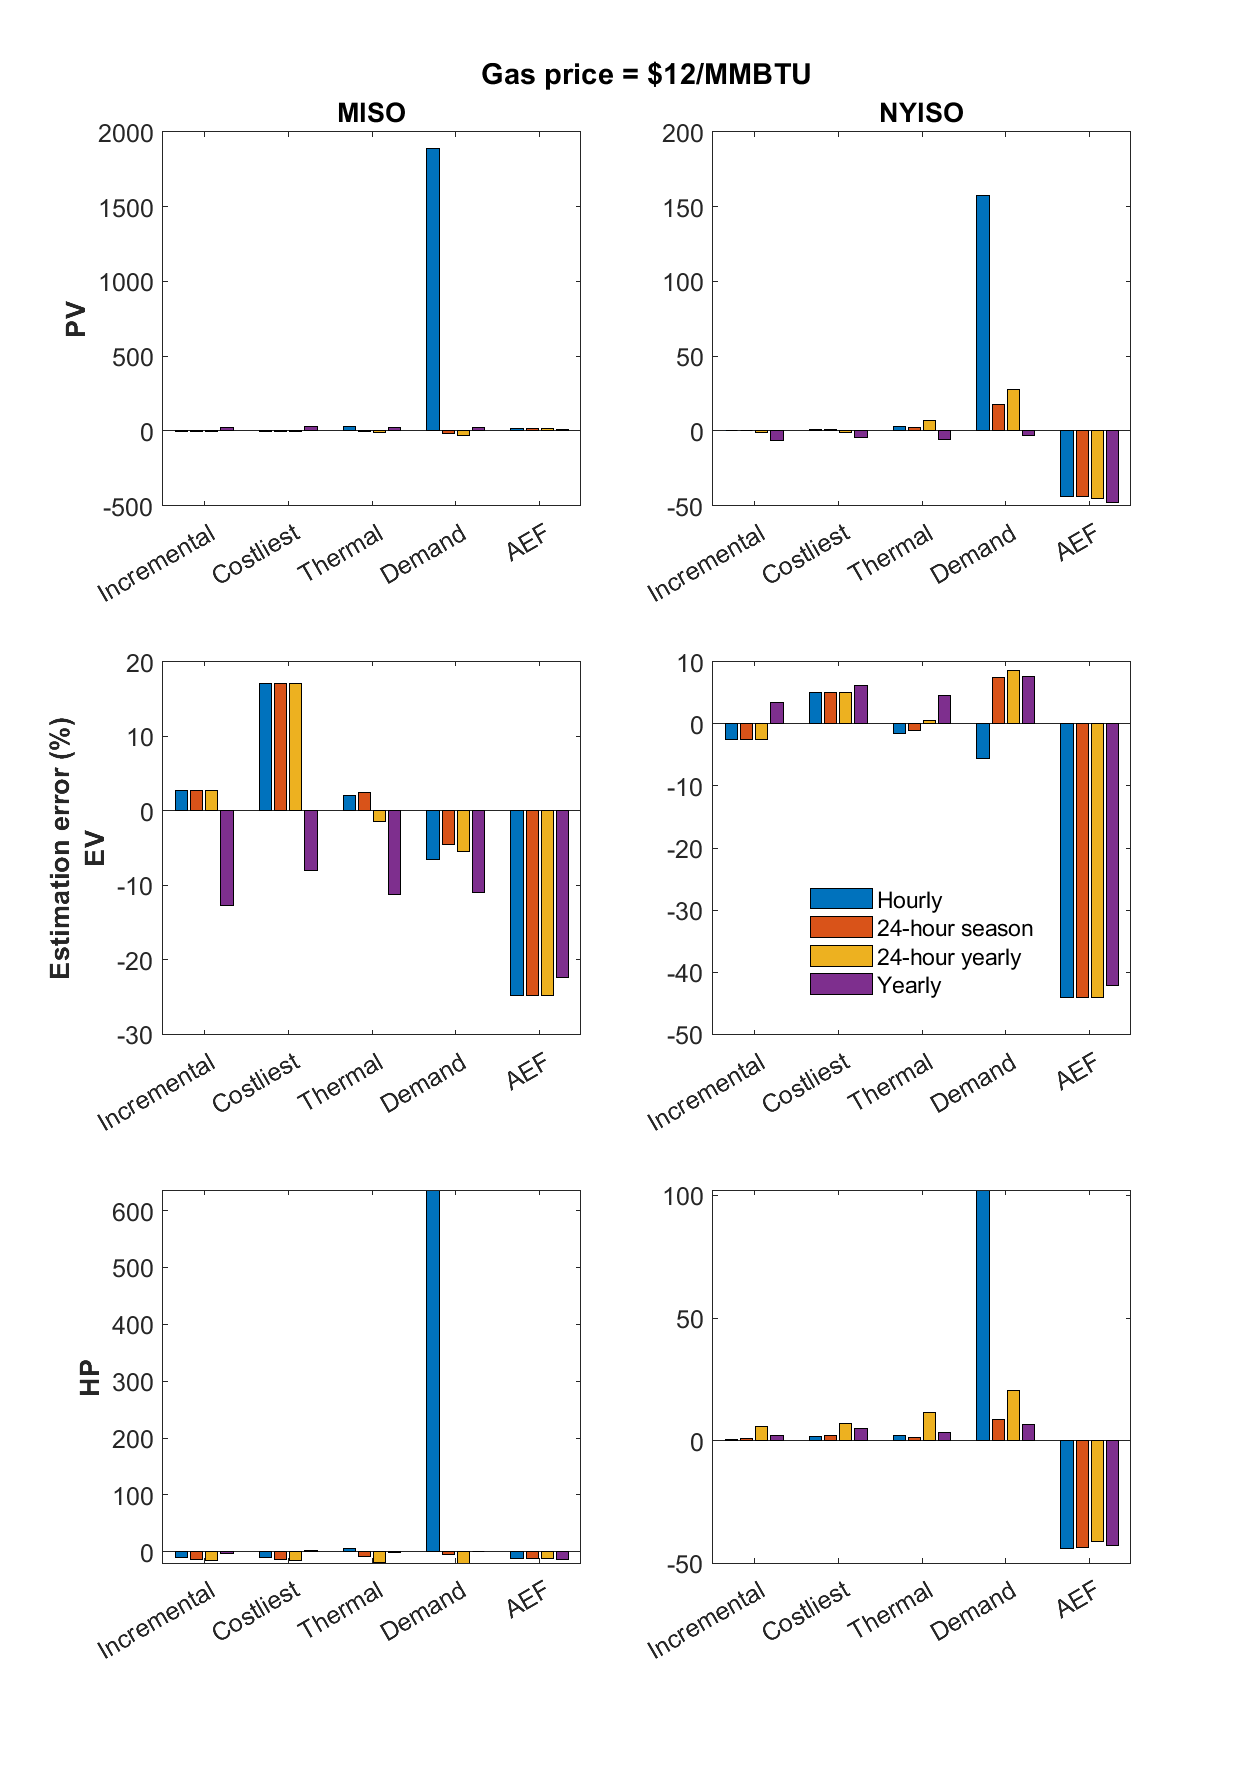 Gas price = $12/MMBTU
MISO
NYISO
PV
2000
1500
1000
500
0
-500
Incremental
Costliest
Thermal
Demand
AEF
200
150
100
50
0
-50
Incremental
Costliest
Thermal
Demand
AEF
Estimation error (%)
EV
20
10
0
-10
-20
-30
Incremental
Costliest
Thermal
Demand
AEF
10
0
-10
-20
-30
-40
-50
Hourly
24-hour season
24-hour yearly
Yearly
Incremental
Costliest
Thermal
Demand
AEF
HP
600
500
400
300
200
100
0
Incremental
Costliest
Thermal
Demand
AEF
100
50
0
-50
Incremental
Costliest
Thermal
Demand
AEF